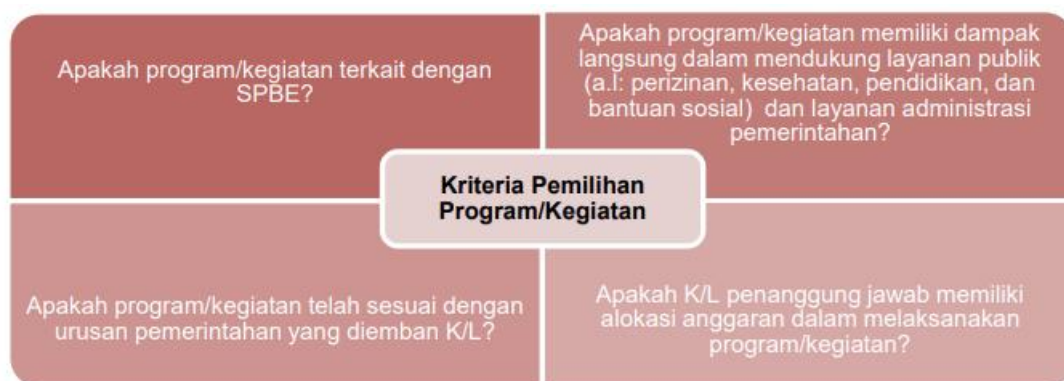 Apakah program/kegiatan terkait dengan
SPBE?
Apakah program/kegiatan memiliki dampak
langsung dalam mendukung layanan publik
(a.l: perizinan, kesehatan, pendidikan, dan
bantuan sosial) dan layanan administrasi
pemerintahan?
Kriteria Pemilihan
Program/Kegiatan
Apakah program/kegiatan telah sesuai dengan
urusan pemerintahan yang diemban K/L?
Apakah K/L penanggung jawab memiliki
alokasi anggaran dalam melaksanakan
program/kegiatan?